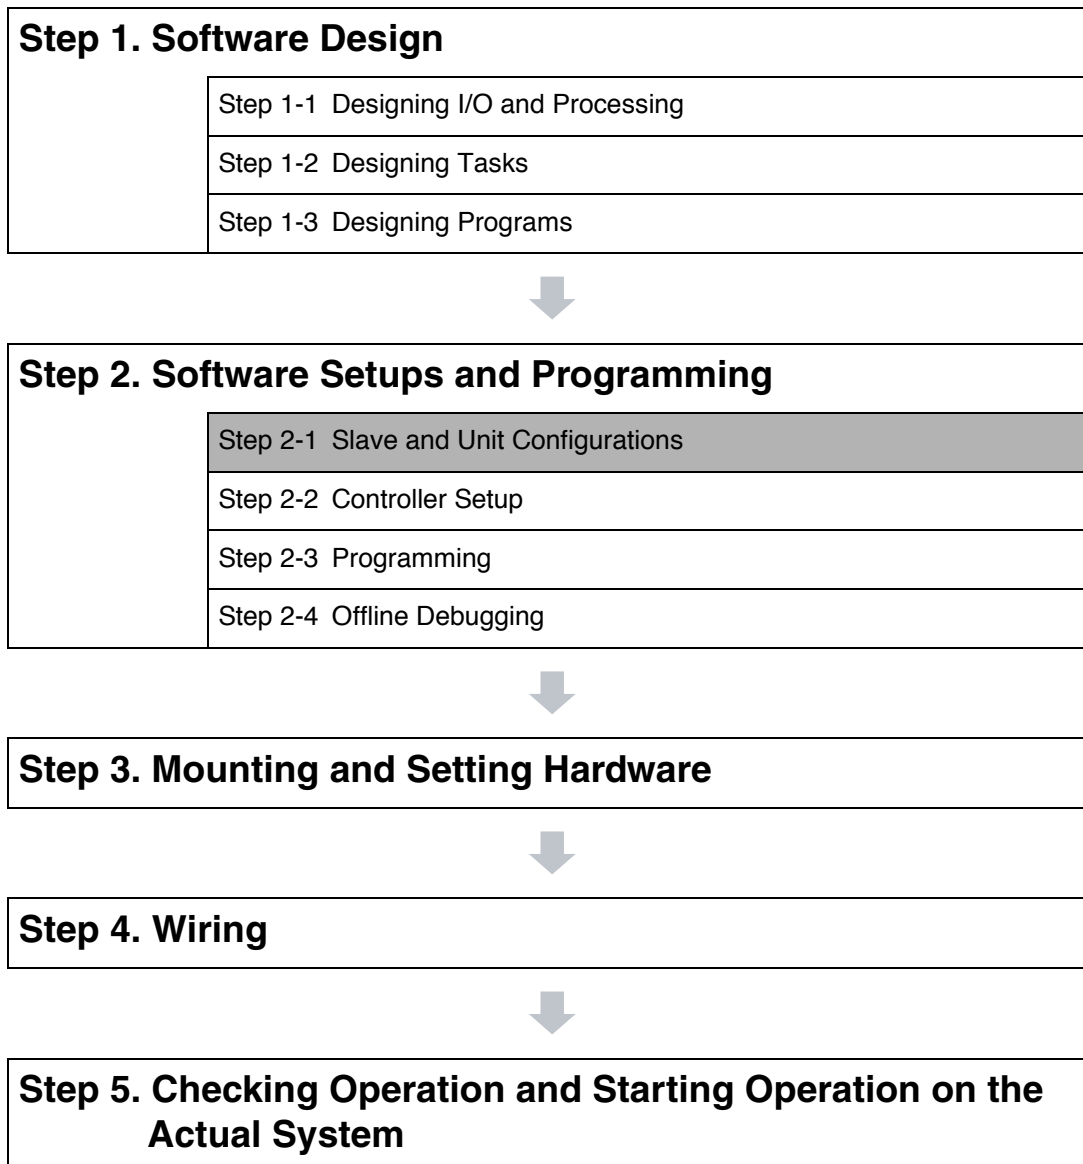 Step 1. Software Design
Step 1-1 Designing I/O and Processing
Step 1-2 Designing Tasks
Step 1-3 Designing Programs
Step 2. Software Setups and Programming
Step 2-1 Slave and Unit Configurations
Step 2-2 Controller Setup
Step 2-3 Programming
Step 2-4 Offline Debugging
Step 3. Mounting and Setting Hardware
Step 4. Wiring
Step 5. Checking Operation and Starting Operation on the
Actual System